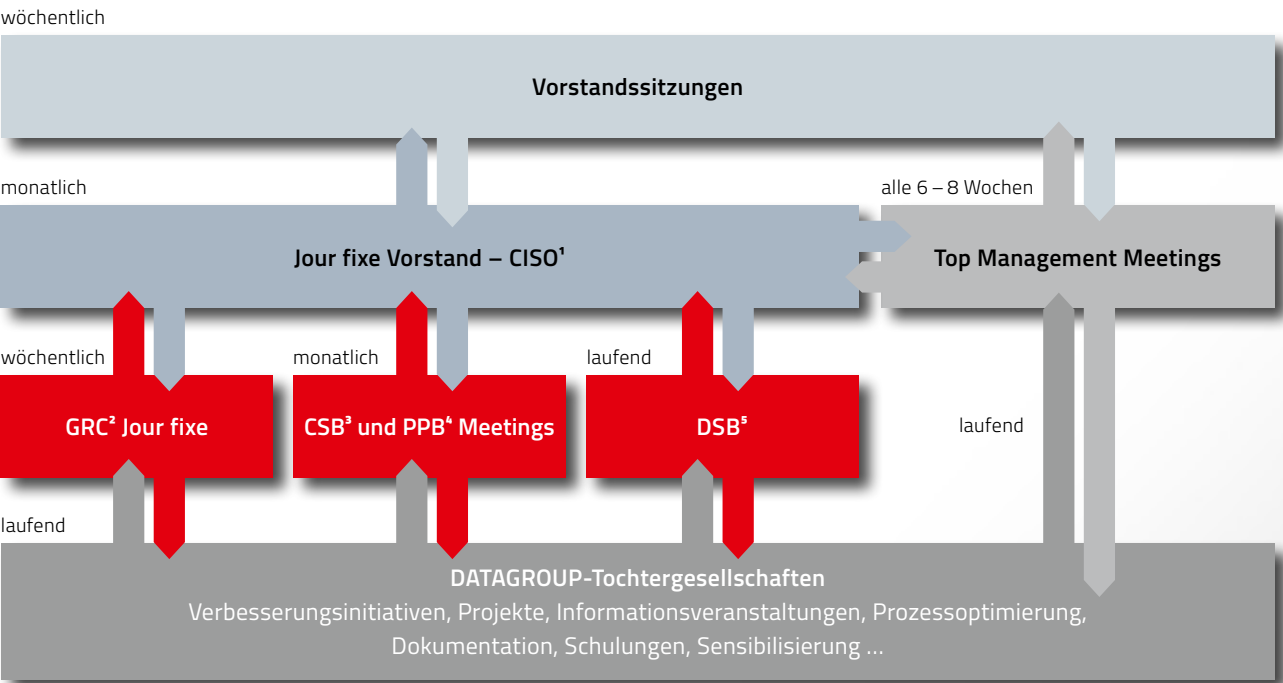 wöchentlich
Vorstandssitzungen
monatlich
alle 6 – 8 Wochen
Jour fixe Vorstand – CISO¹
Top Management Meetings
wöchentlich
monatlich
laufend
GRC² Jour fixe
CSB³ und PPB⁴ Meetings
DSB⁵
laufend
laufend
DATAGROUP-Tochtergesellschaften
Verbesserungsinitiativen, Projekte, Informationsveranstaltungen, Prozessoptimierung,
Dokumentation, Schulungen, Sensibilisierung ...